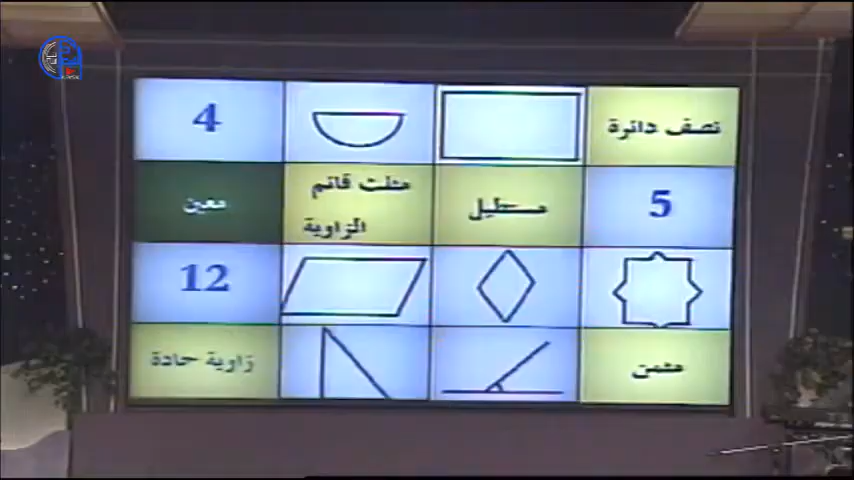 نصف دائرة
4
5
مستطيل
مثلث قائم
الزاوية
معين
12
مثمن
زاوية حادة